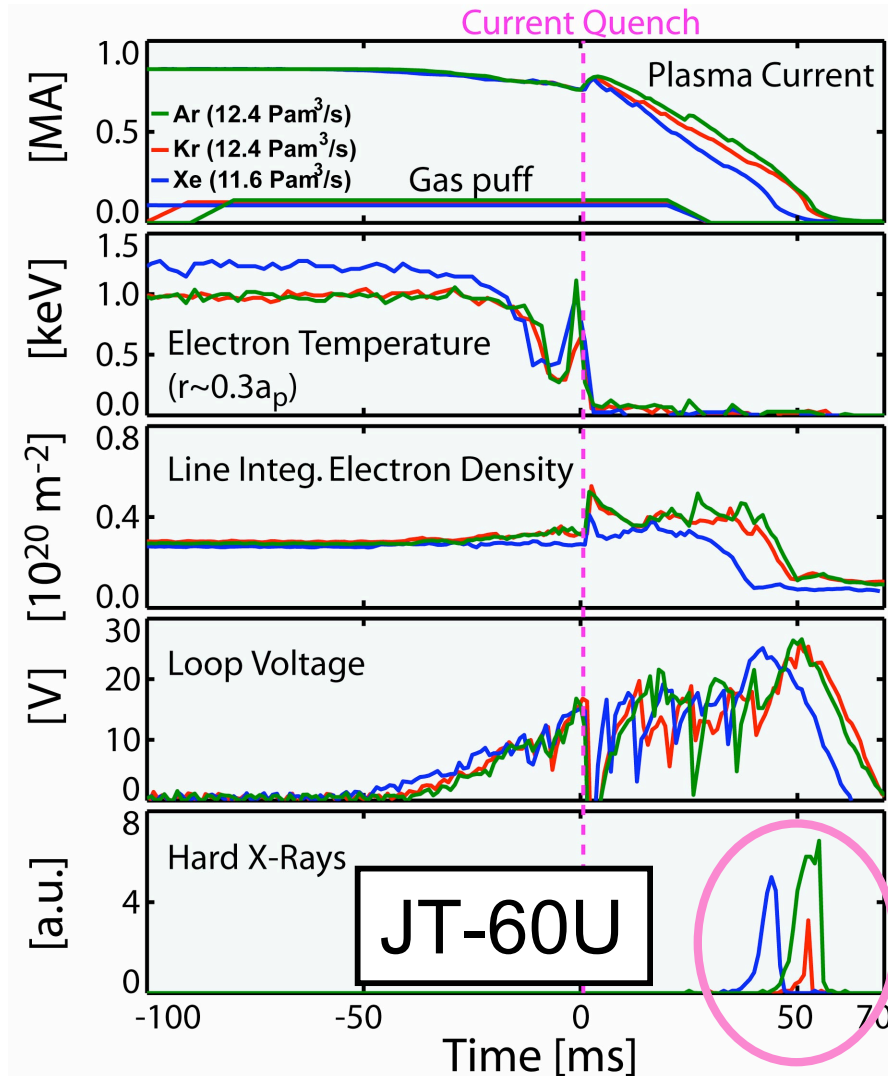 Current Quench
1.0
0.5
0.0
[MA]
Plasma Current
Ar (12.4 Pam³/s)
Kr (12.4 Pam³/s)
Xe (11.6 Pam³/s)
Gas puff
1.5
1.0
0.5
0.0
[keV]
Electron Temperature
(r~0.3aₚ)
0.8
0.4
0.0
[10²⁰ m⁻²]
Line Integ. Electron Density
30
20
10
0
[V]
Loop Voltage
8
4
0
[a.u.]
Hard X-Rays
JT-60U
-100 -50 0 50 70
Time [ms]